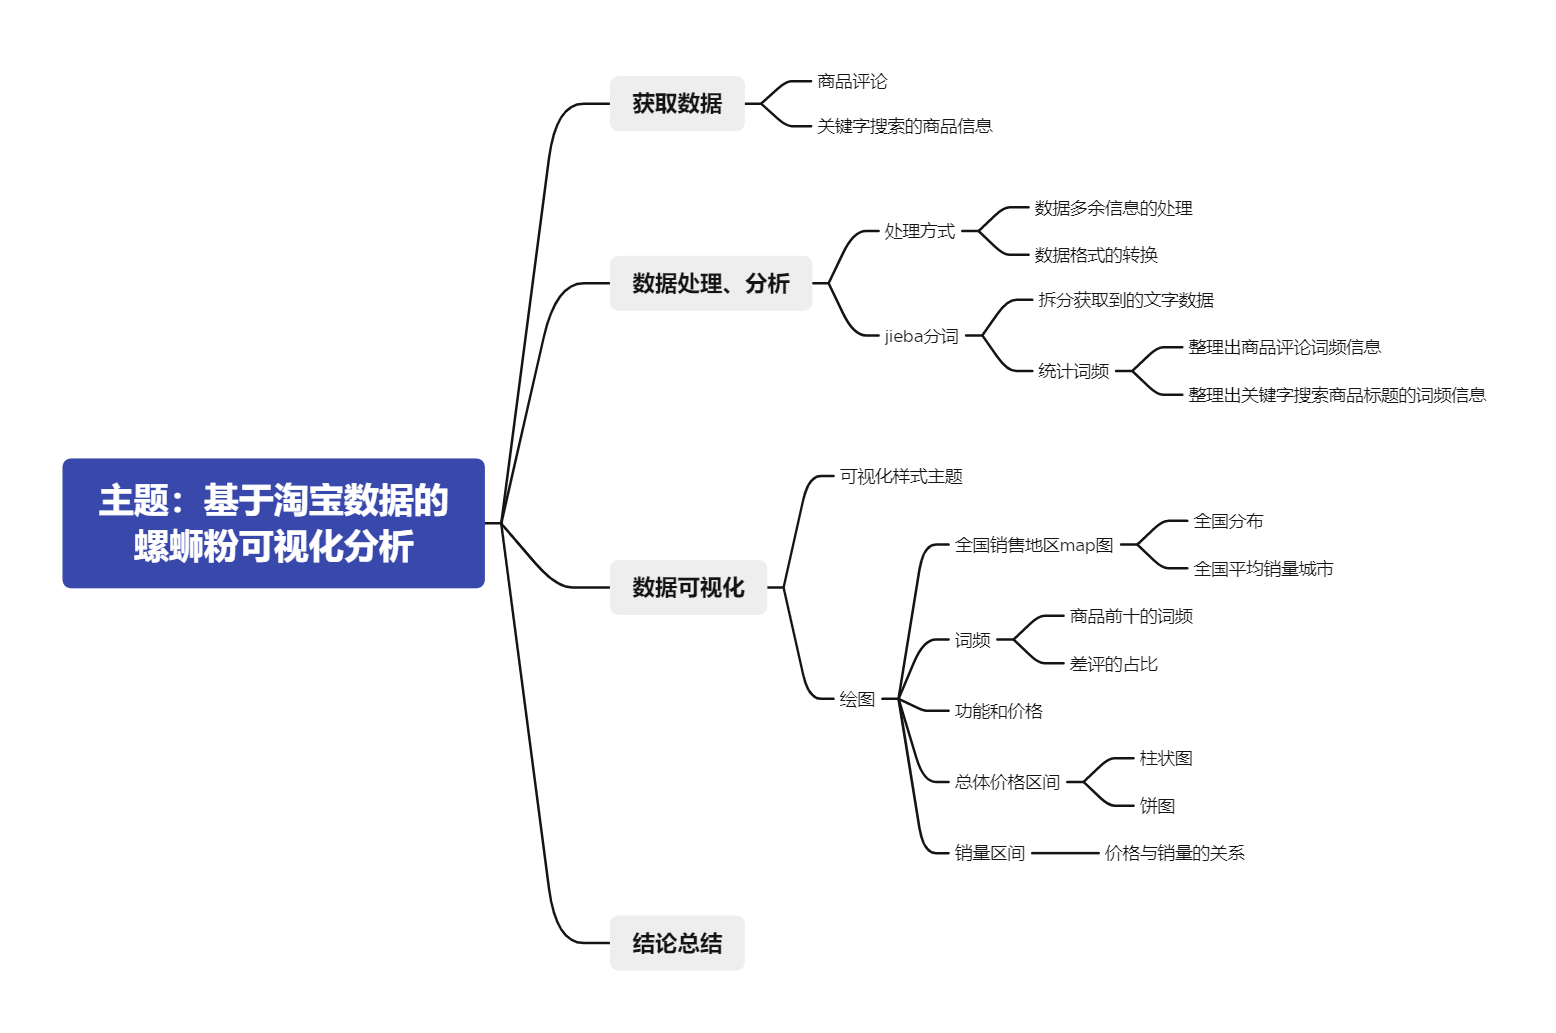 主题：基于淘宝数据的
螺蛳粉可视化分析
获取数据
商品评论
关键字搜索的商品信息
数据处理、分析
处理方式
数据多余信息的处理
数据格式的转换
jieba分词
拆分获取到的文字数据
统计词频
整理出商品评论词频信息
整理出关键字搜索商品标题的词频信息
数据可视化
可视化样式主题
绘图
全国销售地区map图
全国分布
全国平均销量城市
词频
商品前十的词频
差评的占比
功能和价格
总体价格区间
柱状图
饼图
销量区间
价格与销量的关系
结论总结